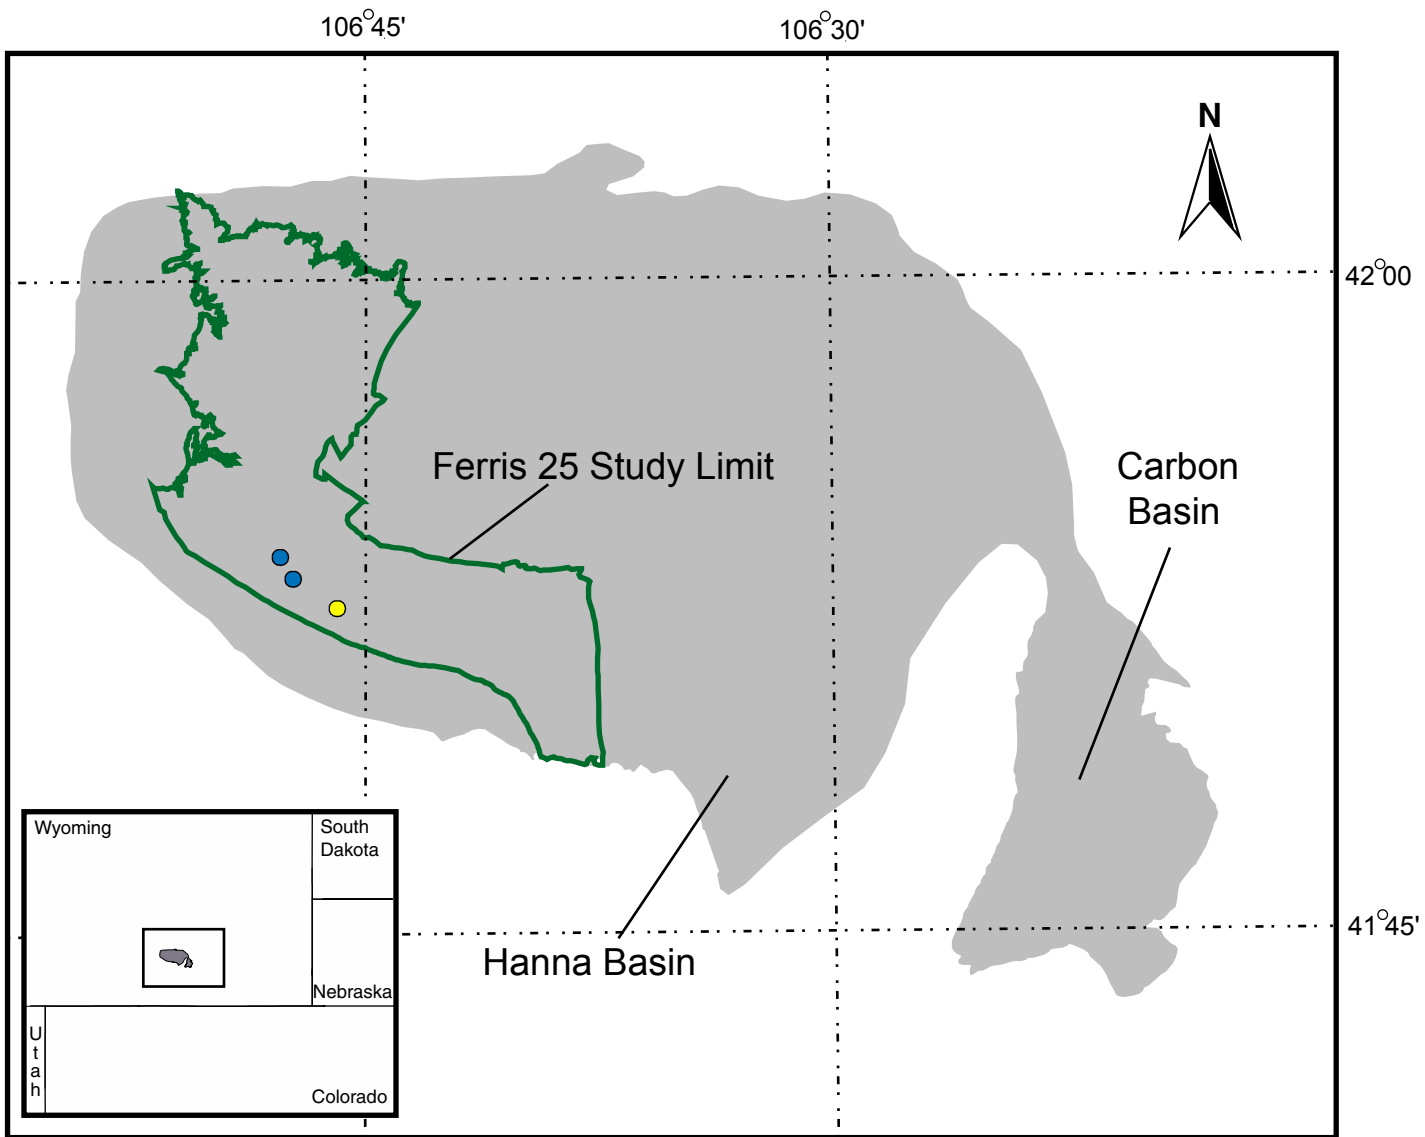 106°45'
106°30'
N
42°00
Ferris 25 Study Limit
Carbon
Basin
Wyoming
South
Dakota
41°45'
Hanna Basin
Nebraska
U
t
a
h
Colorado